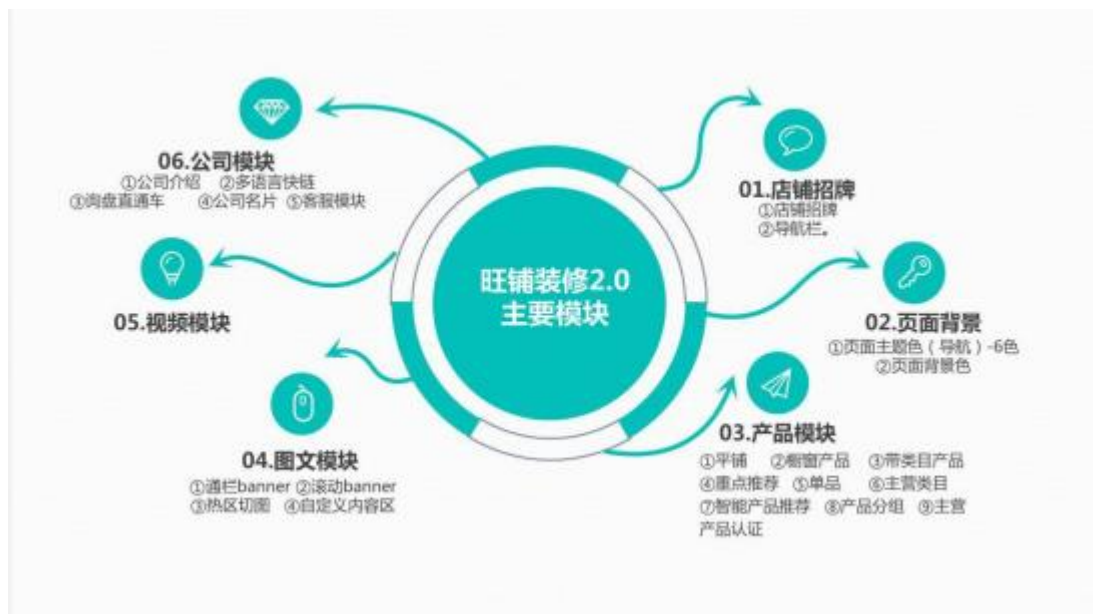 旺铺装修2.0
主要模块
01.店铺招牌
①店铺招牌
②导航栏。
02.页面背景
①页面主题色（导航）-6色
②页面背景色
03.产品模块
①平铺 ②橱窗产品 ③带类目产品
④重点推荐 ⑤单品 ⑥主营类目
⑦智能产品推荐 ⑧产品分组 ⑨主营
产品认证
04.图文模块
①通栏banner ②滚动banner
③热区切图 ④自定义内容区
05.视频模块
06.公司模块
①公司介绍 ②多语言快链
③询盘直通车 ④公司名片 ⑤客服模块